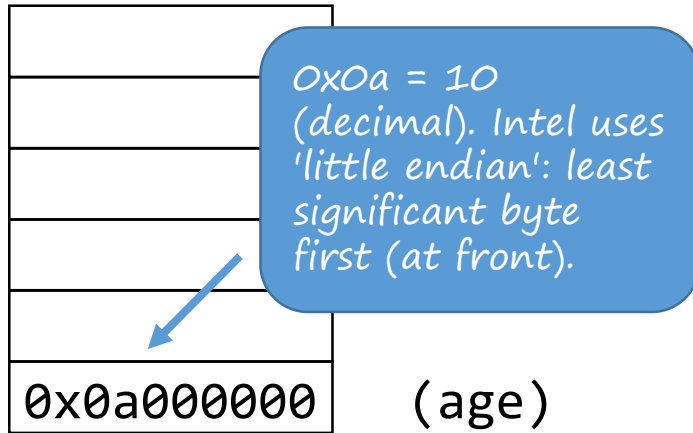 0x0a = 10
(decimal). Intel uses
'little endian': least
significant byte
first (at front).
0x0a000000 (age)